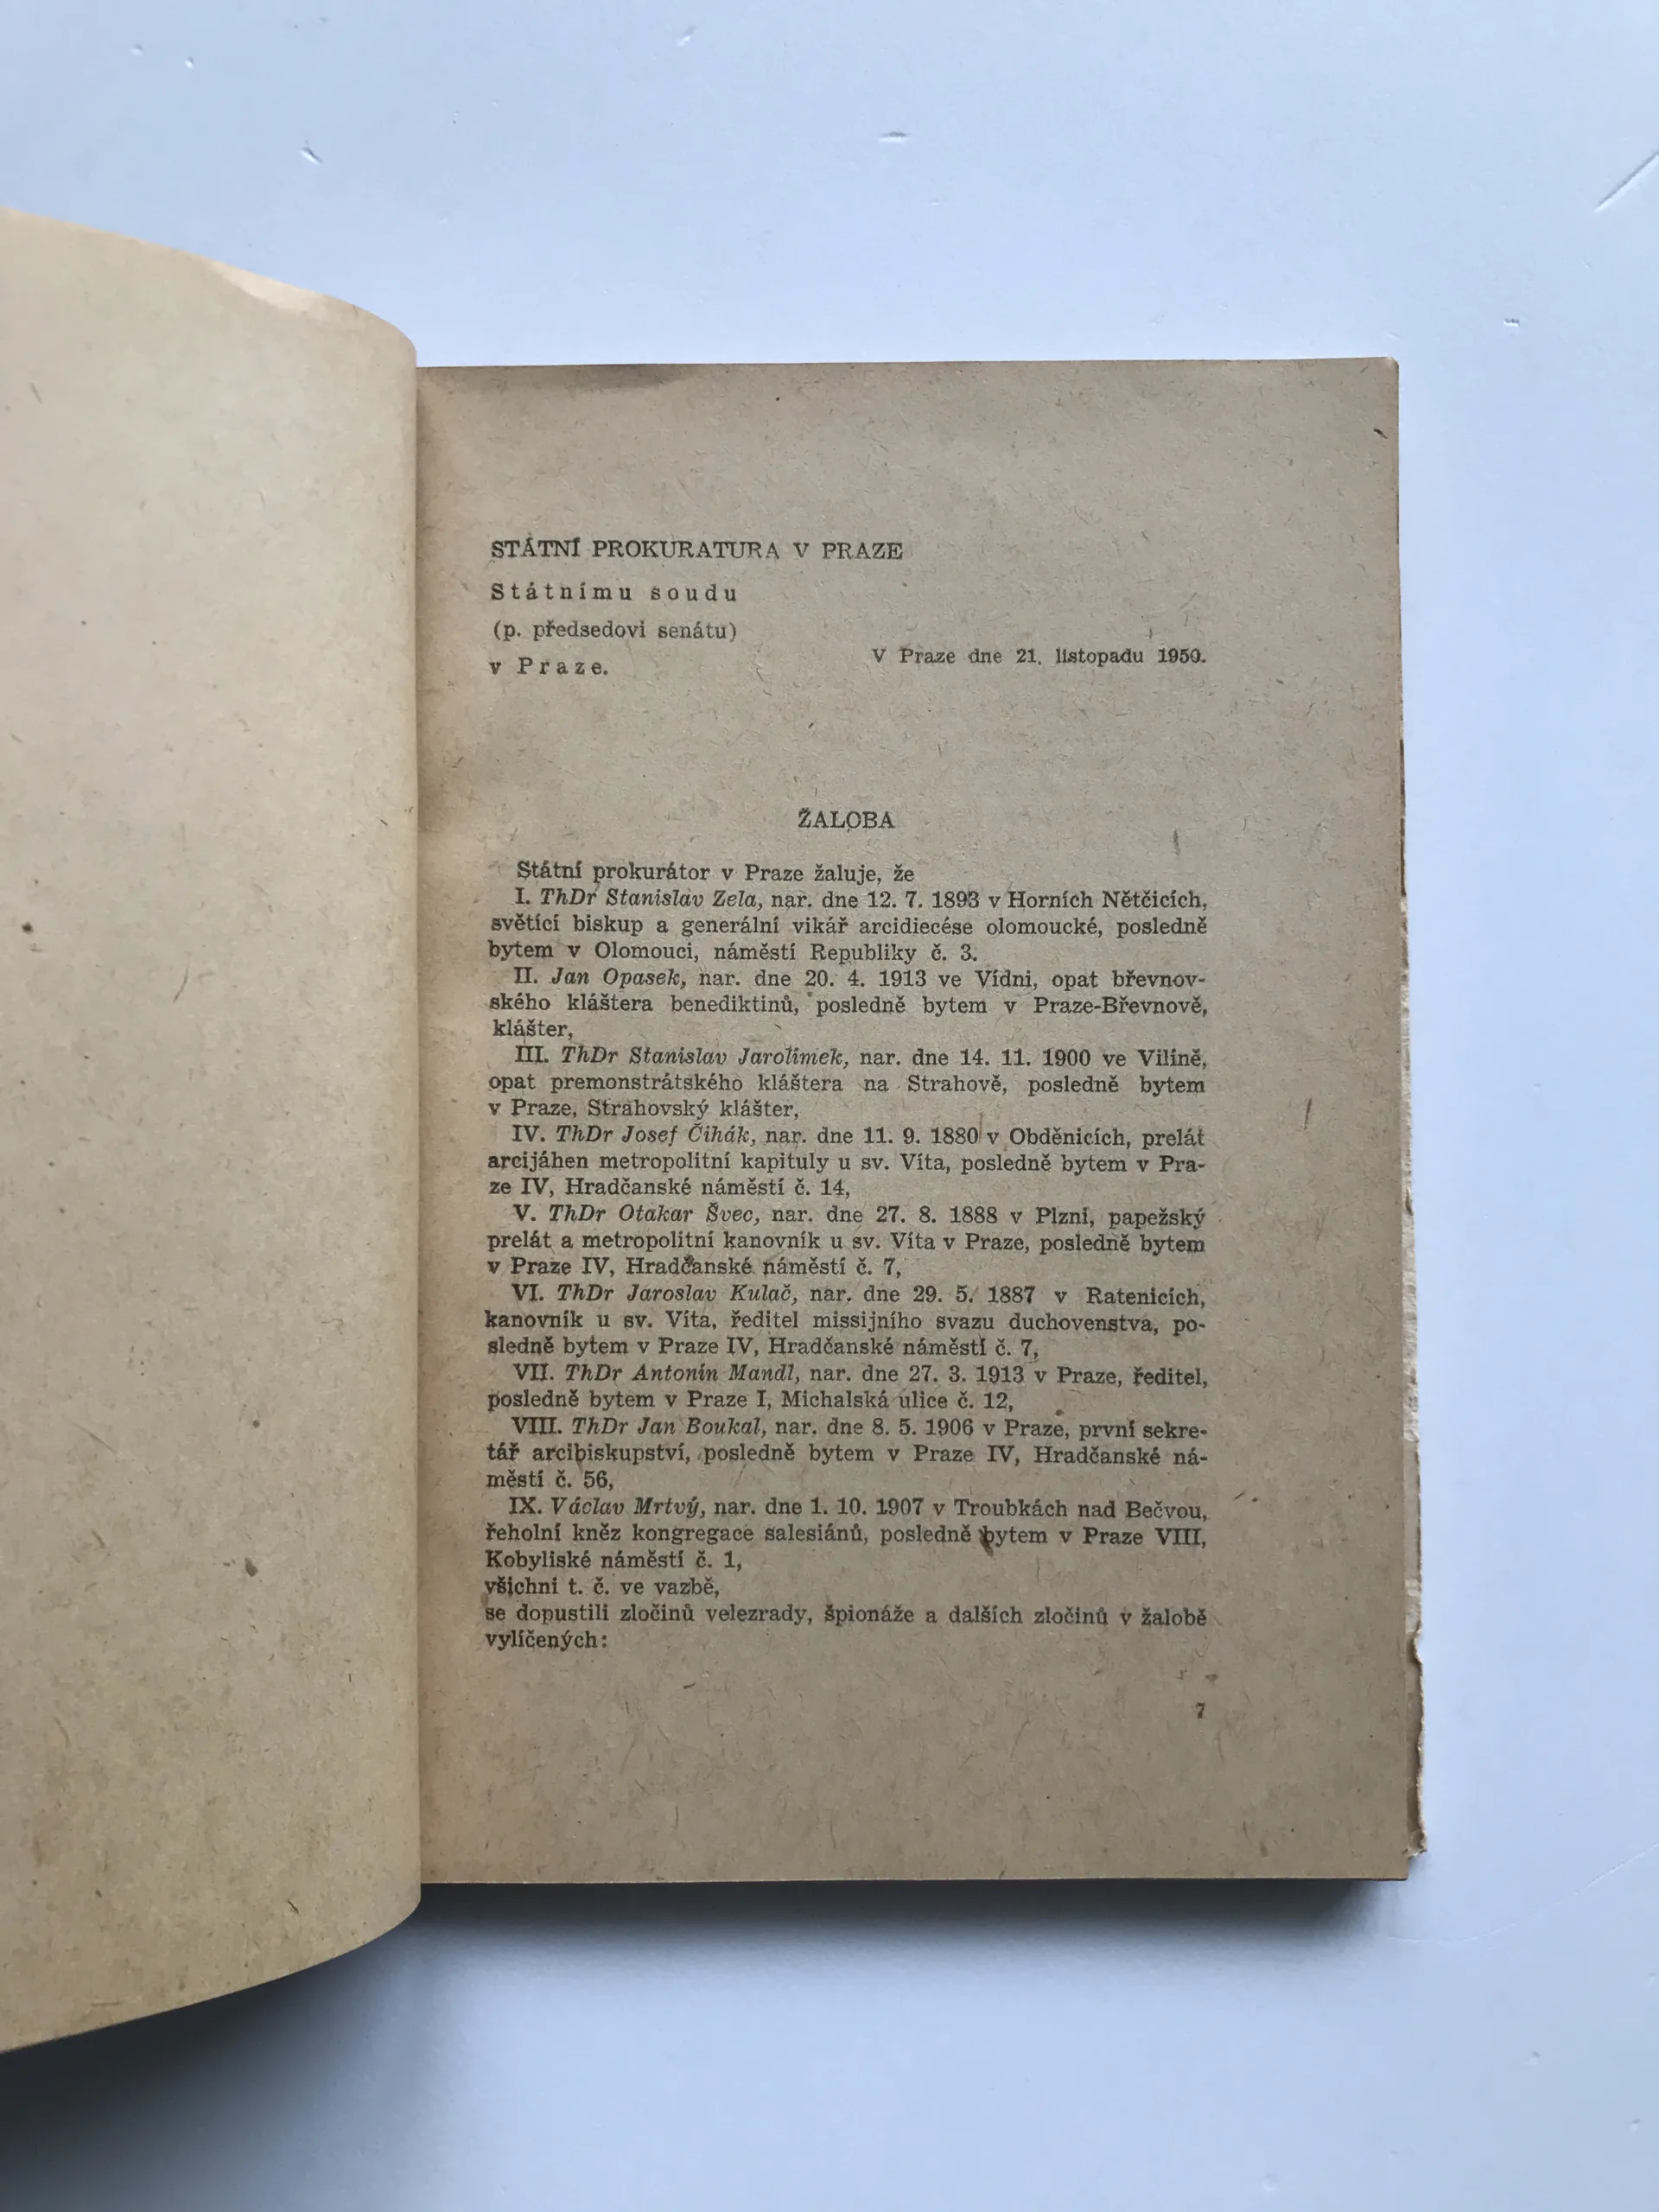 STÁTNÍ PROKURATURA V PRAZE
Státnímu soudu
(p. předsedovi senátu)
v Praze.
V Praze dne 21. listopadu 1950.
ŽALOBA
Státní prokurátor v Praze žaluje, že
I. ThDr Stanislav Zela, nar. dne 12. 7. 1893 v Horních Nětčicích,
světící biskup a generální vikář arcidiecése olomoucké, posledně
bytem v Olomouci, náměstí Republiky č. 3.
II. Jan Opasek, nar. dne 20. 4. 1913 ve Vídni, opat břevnov-
ského kláštera benediktinů, posledně bytem v Praze-Břevnově,
klášter,
III. ThDr Stanislav Jarolímek, nar. dne 14. 11. 1900 ve Vilíně,
opat premonstrátského kláštera na Strahově, posledně bytem
v Praze, Strahovský klášter,
IV. ThDr Josef Čihák, nar. dne 11. 9. 1880 v Obděnicích, prelát
arcijáhen metropolitní kapituly u sv. Víta, posledně bytem v Pra-
ze IV, Hradčanské náměstí č. 14,
V. ThDr Otakar Švec, nar. dne 27. 8. 1888 v Plzni, papežský
prelát a metropolitní kanovník u sv. Víta v Praze, posledně bytem
v Praze IV, Hradčanské náměstí č. 7,
VI. ThDr Jaroslav Kulač, nar. dne 29. 5. 1887 v Ratenicích,
kanovník u sv. Víta, ředitel missijního svazu duchovenstva, po-
sledně bytem v Praze IV, Hradčanské náměstí č. 7,
VII. ThDr Antonín Mandl, nar. dne 27. 3. 1913 v Praze, ředitel,
posledně bytem v Praze I, Michalská ulice č. 12,
VIII. ThDr Jan Boukal, nar. dne 8. 5. 1906 v Praze, první sekre-
tář arcibiskupství, posledně bytem v Praze IV, Hradčanské ná-
městí č. 56,
IX. Václav Mrtvý, nar. dne 1. 10. 1907 v Troubkách nad Bečvou,
řeholní kněz kongregace salesiánů, posledně bytem v Praze VIII,
Kobyliské náměstí č. 1,
všichni t. č. ve vazbě,
se dopustili zločinů velezrady, špionáže a dalších zločinů v žalobě
vylíčených:
7